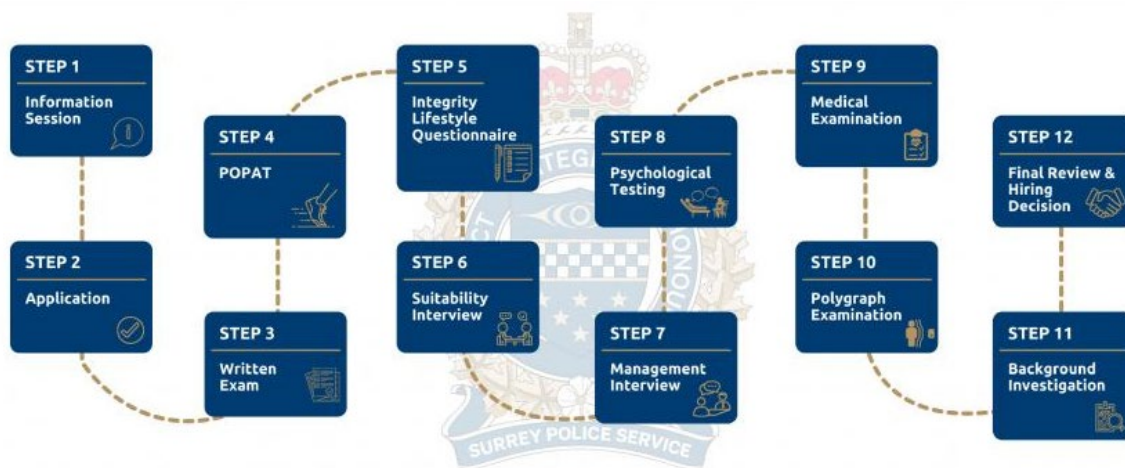 STEP 1
Information
Session
STEP 2
Application
STEP 3
Written
Exam
STEP 4
POPAT
STEP 5
Integrity
Lifestyle
Questionnaire
STEP 6
Suitability
Interview
STEP 7
Management
Interview
STEP 8
Psychological
Testing
STEP 9
Medical
Examination
STEP 10
Polygraph
Examination
STEP 11
Background
Investigation
STEP 12
Final Review &
Hiring
Decision
SURREY POLICE SERVICE